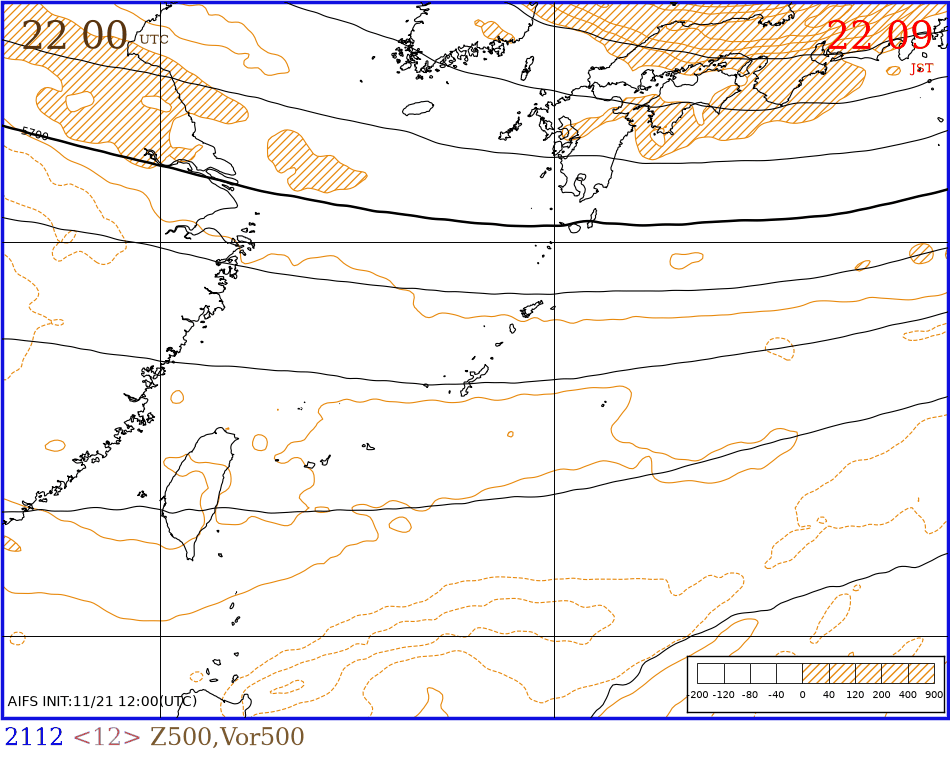 22 00 UTC
22 09
JST
5700
-200 -120 -80 -40 0 40 120 200 400 900
AIFS INIT:11/21 12:00(UTC)
2112 <12> Z500,Vor500